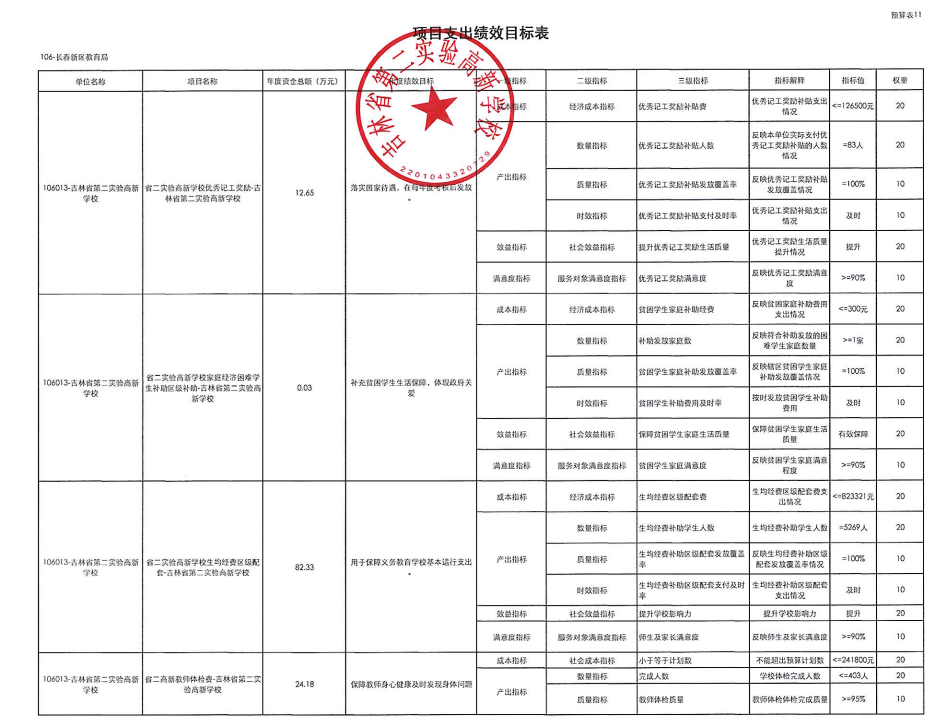 预算表11
项目支出绩效目标表
106-长春新区教育局
单位名称 项目名称 年度资金总额（万元） 年度绩效目标 一级指标 二级指标 三级指标 指标解释 指标值 权重
吉林省第二实验高新学校
2201043320729
106013-吉林省第二实验高新
学校
省二实验高新学校优秀记工奖励-吉
林省第二实验高新学校
12.65
落实国家待遇，在每年度考核后发放
。
成本指标 经济成本指标 优秀记工奖励补贴费
优秀记工奖励补贴支出
情况
<=126500元 20
产出指标
数量指标 优秀记工奖励补贴人数
反映本单位实际支付优
秀记工奖励补贴的人数
情况
=83人 20
质量指标 优秀记工奖励补贴发放覆盖率
反映优秀记工奖励补贴
发放覆盖情况
=100% 10
时效指标 优秀记工奖励补贴支付及时率
优秀记工奖励补贴支出
情况
及时 10
效益指标 社会效益指标 提升优秀记工奖励生活质量
优秀记工奖励生活质量
提升情况
提升 20
满意度指标 服务对象满意度指标 优秀记工奖励满意度
反映优秀记工奖励满意
度
>=90% 10
106013-吉林省第二实验高新
学校
省二实验高新学校家庭经济困难学
生补助区级补助-吉林省第二实验高
新学校
0.03
补充贫困学生生活保障，体现政府关
爱
成本指标 经济成本指标 贫困学生家庭补助经费
反映贫困家庭补助费用
支出情况
<=300元 20
产出指标
数量指标 补助发放家庭数
反映符合补助发放的困
难学生家庭数量
>=1家 20
质量指标 贫困学生家庭补助发放覆盖率
反映辖区贫困学生家庭
补助发放覆盖情况
=100% 10
时效指标 贫困学生补助费用及时率
按时发放贫困学生补助
费用
及时 10
效益指标 社会效益指标 保障贫困学生家庭生活质量
保障贫困学生家庭生活
质量
有效保障 20
满意度指标 服务对象满意度指标 贫困学生家庭满意度
反映贫困学生家庭满意
程度
>=90% 10
106013-吉林省第二实验高新
学校
省二实验高新学校生均经费区级配
套-吉林省第二实验高新学校
82.33
用于保障义务教育学校基本运行支出
。
成本指标 经济成本指标 生均经费区级配套费
生均经费区级配套费支
出情况
<=823321元 20
产出指标
数量指标 生均经费补助学生人数 生均经费补助学生人数 =5269人 20
质量指标
生均经费补助区级配套发放覆盖
率
反映生均经费补助区级
配套发放覆盖率情况
=100% 10
时效指标
生均经费补助区级配套支付及时
率
生均经费补助区级配套
支出情况
及时 10
效益指标 社会效益指标 提升学校影响力 提升学校影响力 提升 20
满意度指标 服务对象满意度指标 师生及家长满意度 反映师生及家长满意度 >=90% 10
106013-吉林省第二实验高新
学校
省二高新教师体检费-吉林省第二实
验高新学校
24.18
保障教师身心健康及时发现身体问题
成本指标 社会成本指标 小于等于计划数 不能超出预算计划数 <=241800元 20
产出指标
数量指标 完成人数 学校体检完成人数 <=403人 20
质量指标 教师体检质量 教师体检完成质量 >=95% 10